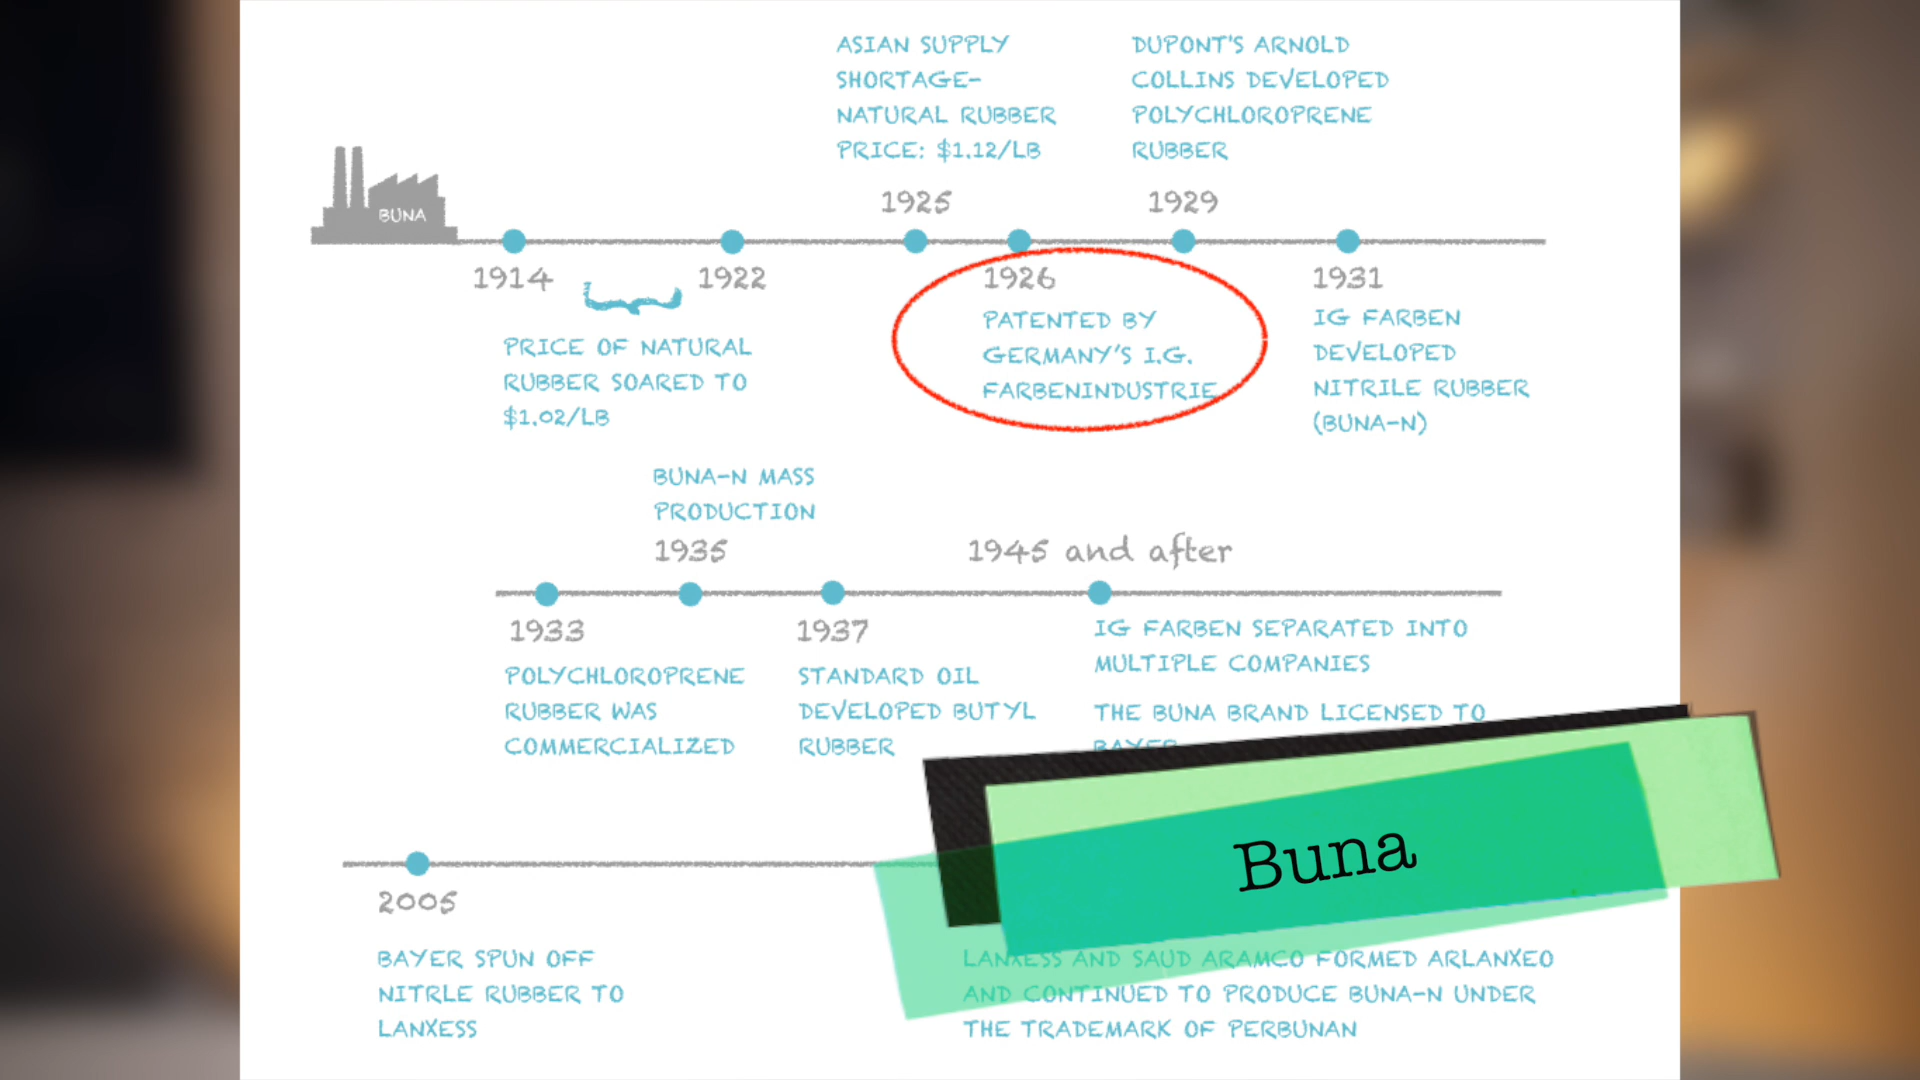 ASIAN SUPPLY
SHORTAGE-
NATURAL RUBBER
PRICE: $1.12/LB
DUPONT'S ARNOLD
COLLINS DEVELOPED
POLYCHLOROPRENE
RUBBER
1925
1929
BUNA
1914
1922
1926
1931
PRICE OF NATURAL
RUBBER SOARED TO
$1.02/LB
PATENTED BY
GERMANY'S I.G.
FARBENINDUSTRIE
IG FARBEN
DEVELOPED
NITRILE RUBBER
(BUNA-N)
BUNA-N MASS
PRODUCTION
1935
1945 and after
1933
1937
POLYCHLOROPRENE
RUBBER WAS
COMMERCIALIZED
STANDARD OIL
DEVELOPED BUTYL
RUBBER
IG FARBEN SEPARATED INTO
MULTIPLE COMPANIES
THE BUNA BRAND LICENSED TO
BAYER
Buna
2005
BAYER SPUN OFF
NITRLE RUBBER TO
LANXESS
LANXESS AND SAUD ARAMCO FORMED ARLANXEO
AND CONTINUED TO PRODUCE BUNA-N UNDER
THE TRADEMARK OF PERBUNAN